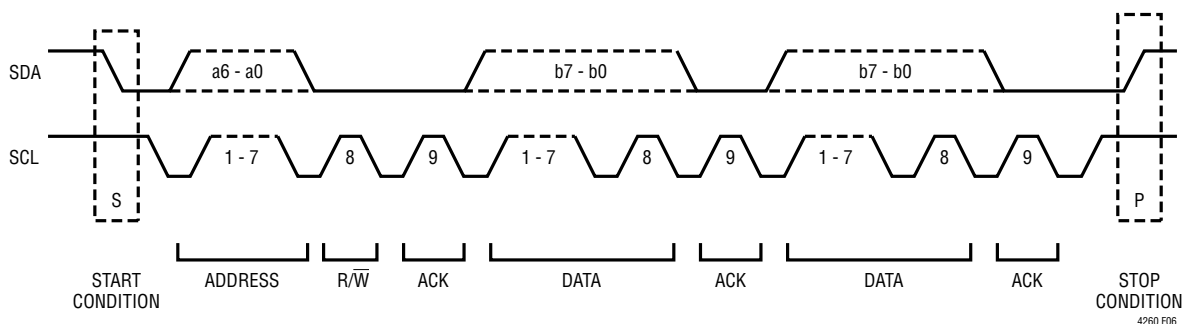 SDA
a6 - a0
b7 - b0
b7 - b0
SCL
1 - 7
8
9
1 - 7
8
9
1 - 7
8
9
S
P
START
CONDITION
ADDRESS
R/W̅
ACK
DATA
ACK
DATA
ACK
STOP
CONDITION
4260 F06